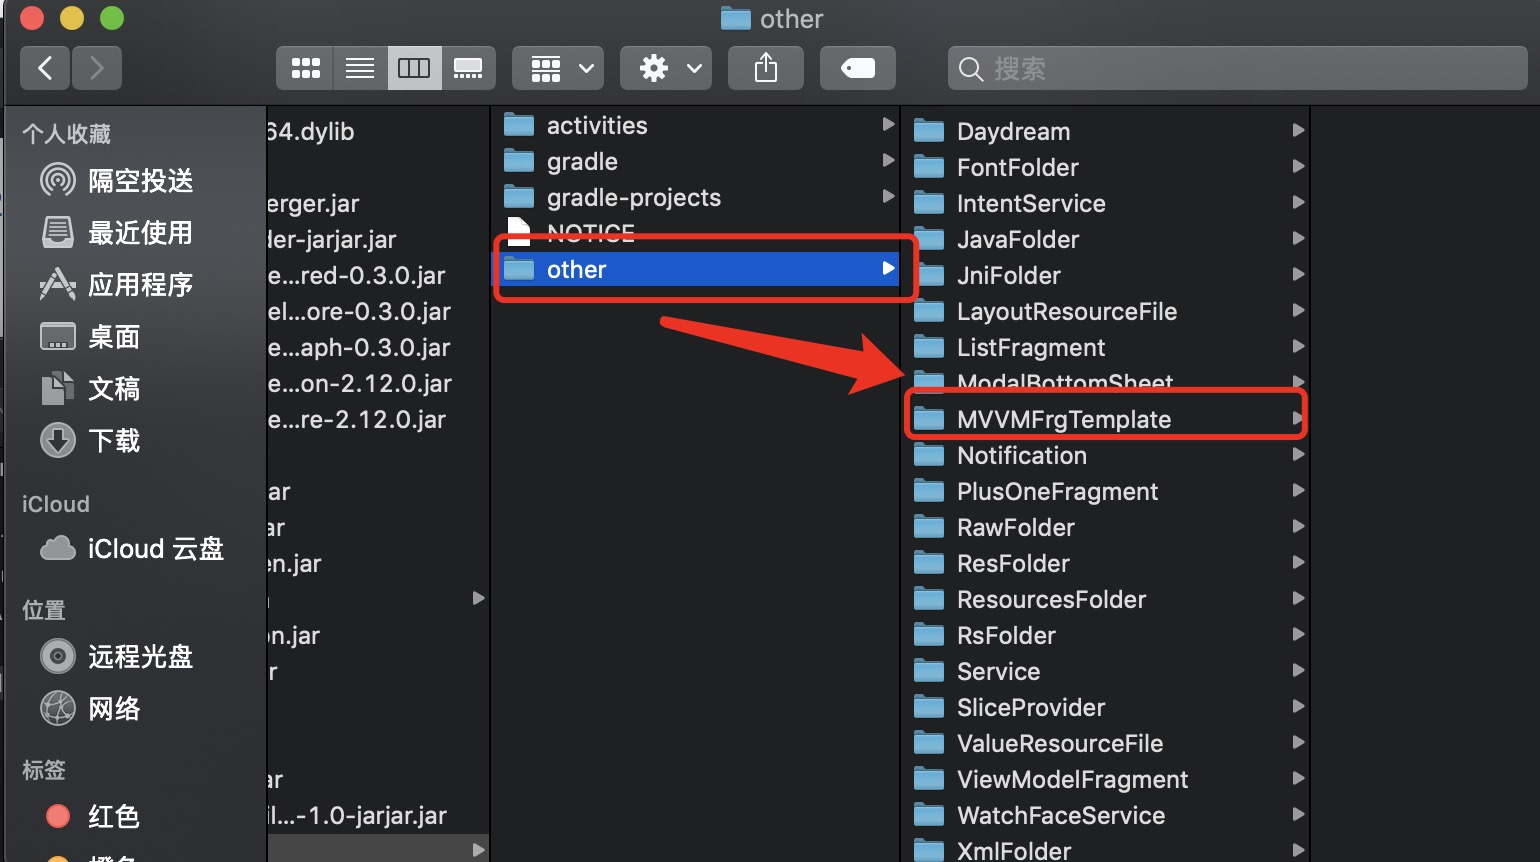 other
搜索
个人收藏
隔空投送
最近使用
应用程序
桌面
文稿
下载
iCloud
iCloud 云盘
位置
远程光盘
网络
标签
红色
橙色
64.dylib
erger.jar
der-jarjar.jar
e...red-0.3.0.jar
el...ore-0.3.0.jar
e...aph-0.3.0.jar
e...on-2.12.0.jar
e...re-2.12.0.jar
ar
ar
en.jar
on.jar
r
ar
il...-1.0-jarjar.jar
activities
gradle
gradle-projects
NOTICE
other
Daydream
FontFolder
IntentService
JavaFolder
JniFolder
LayoutResourceFile
ListFragment
ModalBottomSheet
MVVMFrgTemplate
Notification
PlusOneFragment
RawFolder
ResFolder
ResourcesFolder
RsFolder
Service
SliceProvider
ValueResourceFile
ViewModelFragment
WatchFaceService
XmlFolder